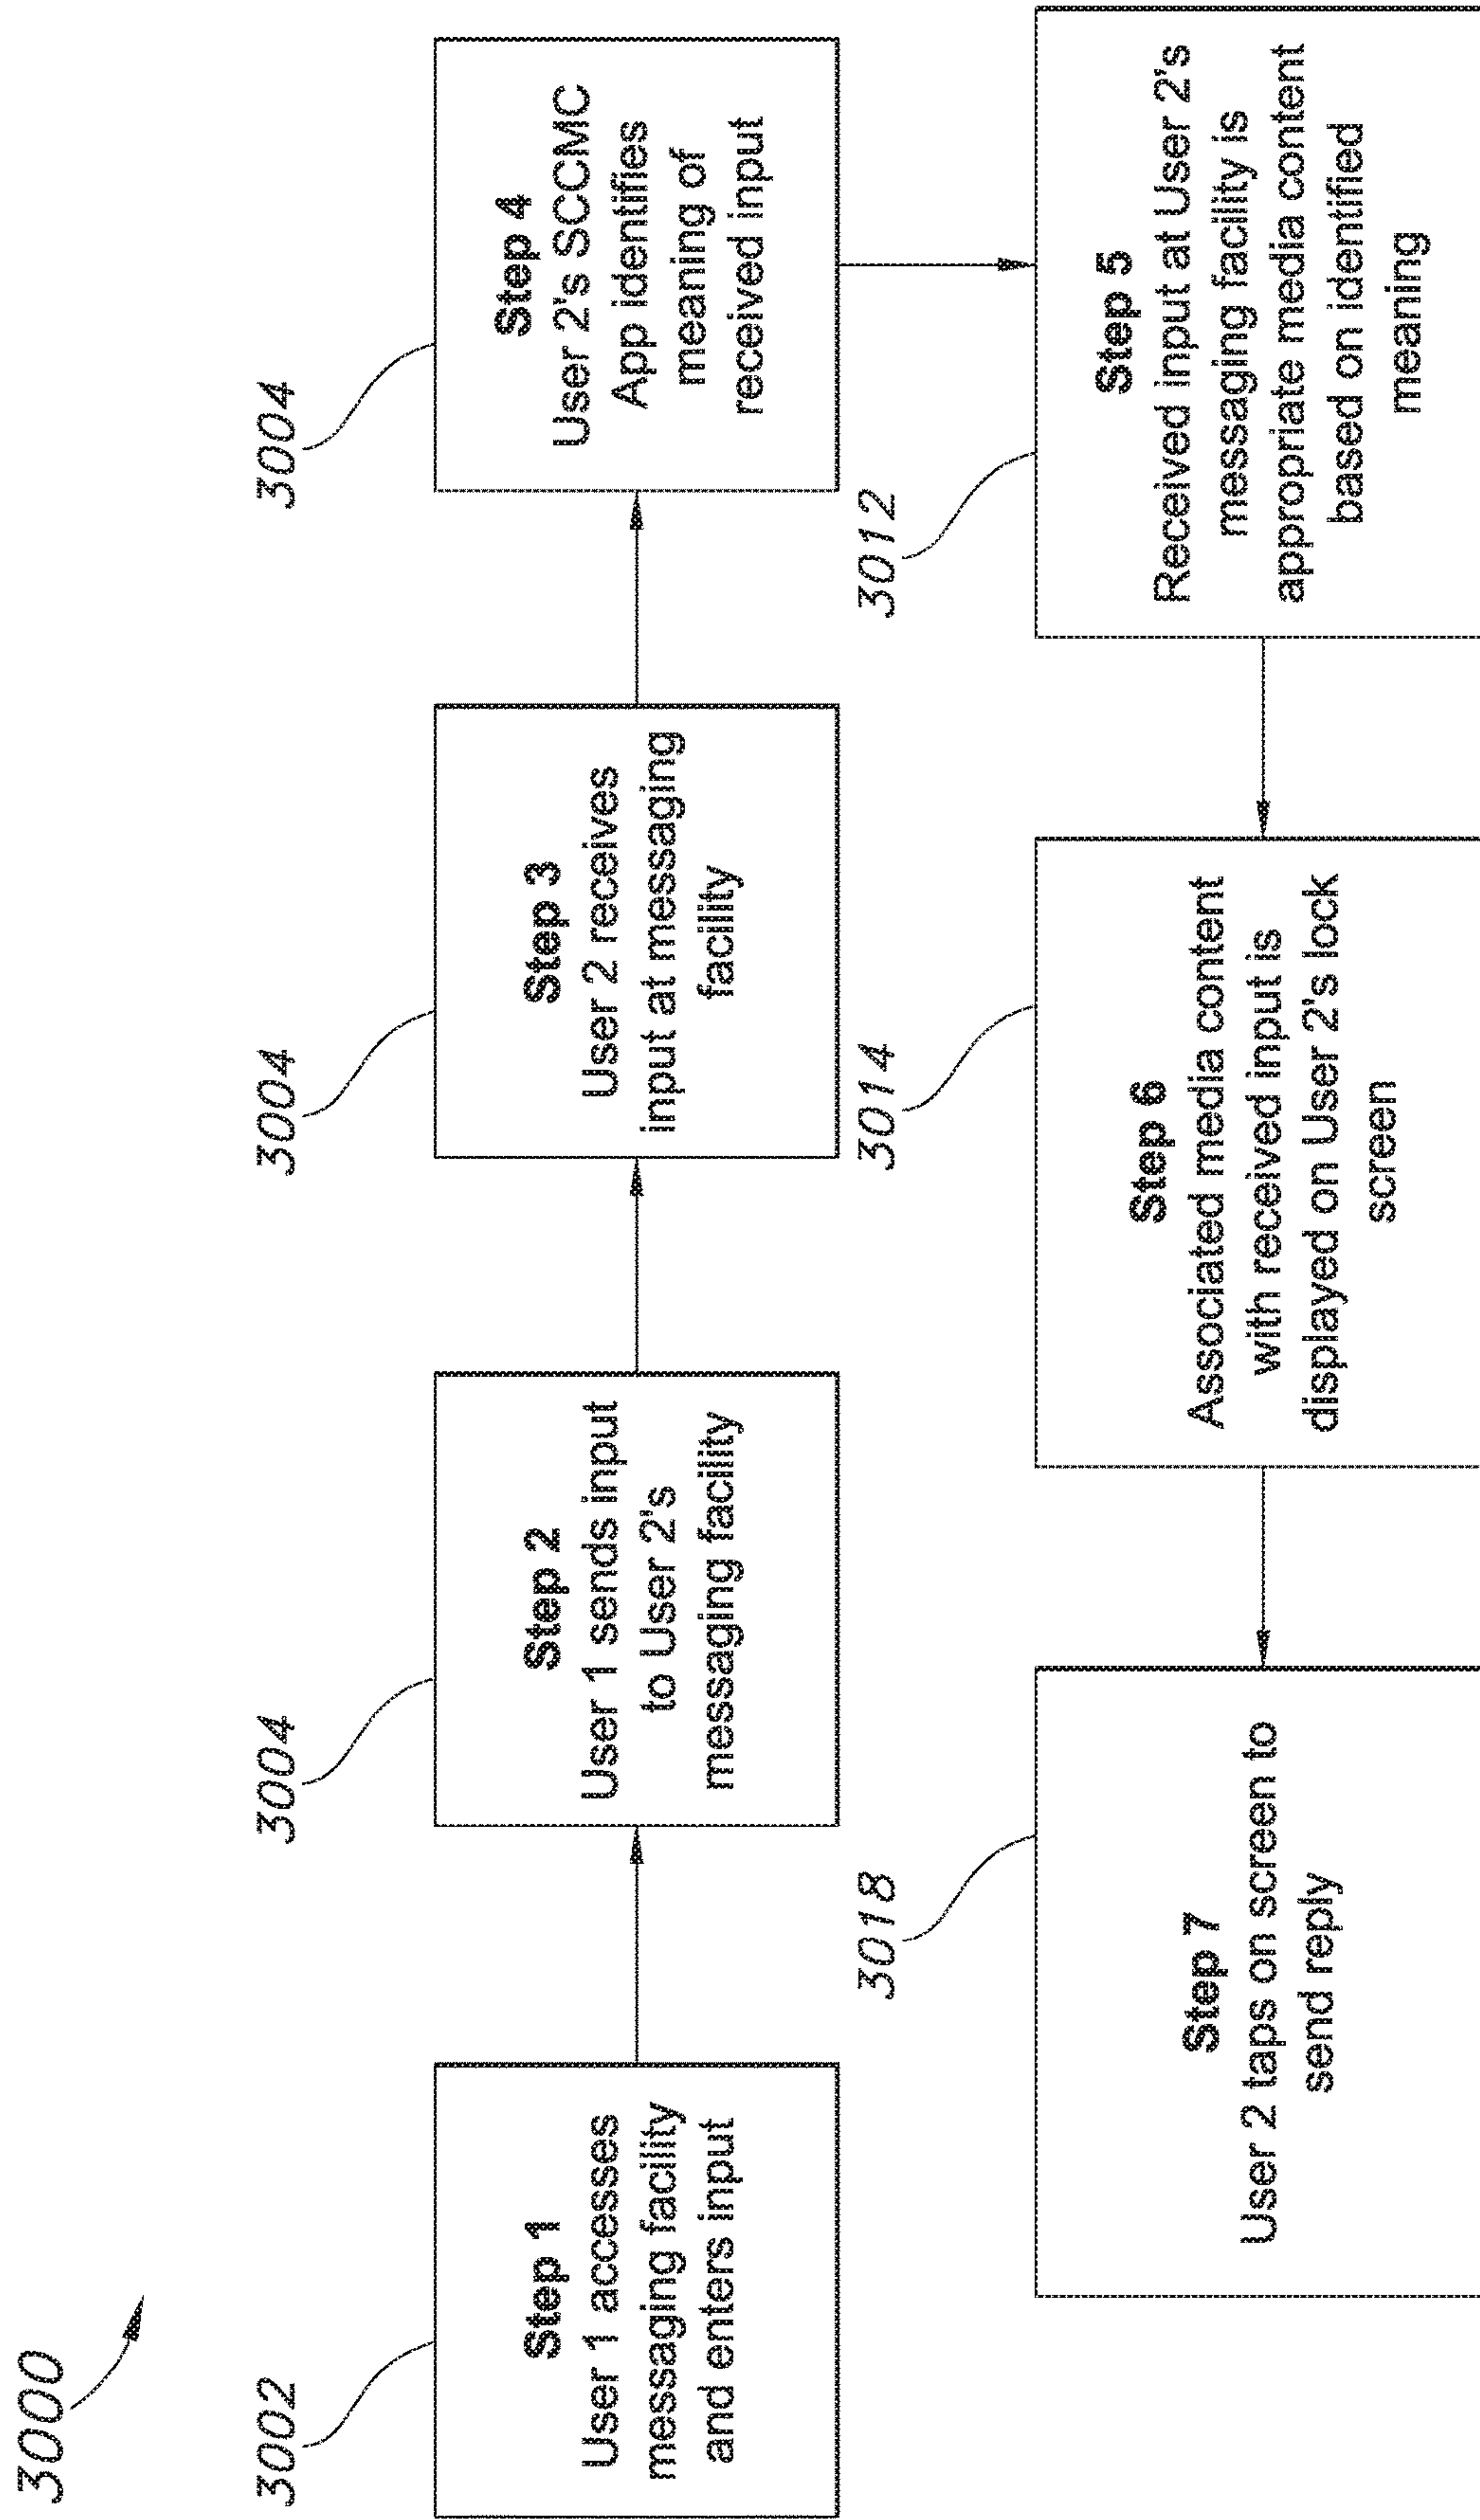 3000
3002
Step 1
User 1 accesses
messaging facility
and enters input
3004
Step 2
User 1 sends input
to User 2's
messaging facility
3004
Step 3
User 2 receives
input at messaging
facility
3004
Step 4
User 2's SCCMC
App identifies
meaning of
received input
3012
Step 5
Received input at User 2's
messaging facility is
appropriate media content
based on identified
meaning
3014
Step 6
Associated media content
with received input is
displayed on User 2's lock
screen
3018
Step 7
User 2 taps on screen to
send reply